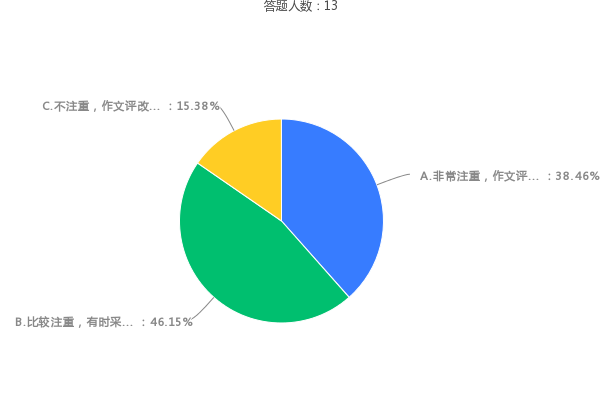 答题人数：13
C.不注重，作文评改... ：15.38%
A.非常注重，作文评... ：38.46%
B.比较注重，有时采... ：46.15%